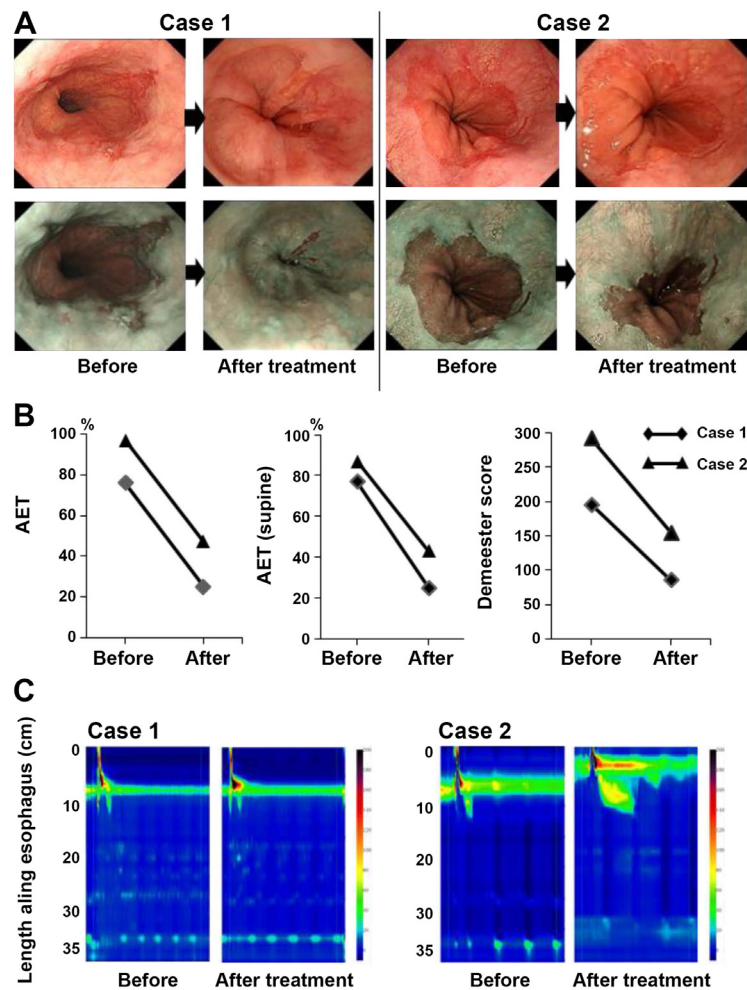 A
Case 1
Case 2
Before
After treatment
Before
After treatment
B
%
100
80
60
40
20
0
AET
Before
After
%
100
80
60
40
20
0
AET (supine)
Before
After
300
250
200
150
100
50
0
Demeester score
Before
After
Case 1
Case 2
C
Case 1
Case 2
Length aling esophagus (cm)
0
10
20
30
35
Before
After treatment
0
10
20
30
35
Before
After treatment